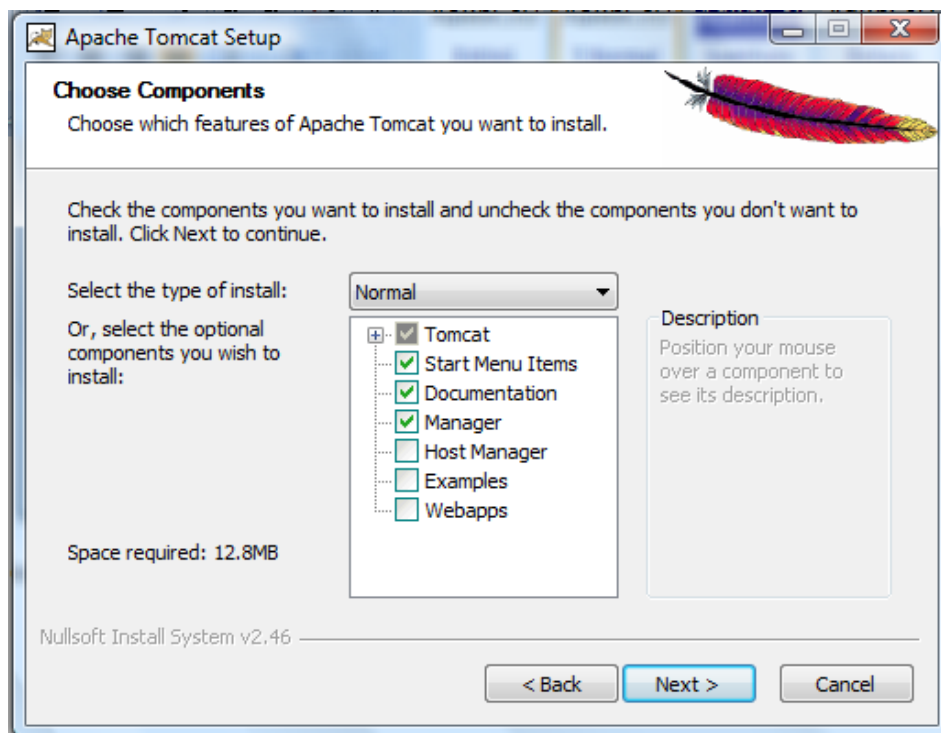 Apache Tomcat Setup
Choose Components
Choose which features of Apache Tomcat you want to install.
Check the components you want to install and uncheck the components you don't want to
install. Click Next to continue.
Select the type of install:
Normal
Or, select the optional
components you wish to
install:
Tomcat
Start Menu Items
Documentation
Manager
Host Manager
Examples
Webapps
Description
Position your mouse
over a component to
see its description.
Space required: 12.8MB
Nullsoft Install System v2.46
< Back
Next >
Cancel